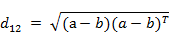 d₁₂ = √((a − b)(a − b)ᵀ)